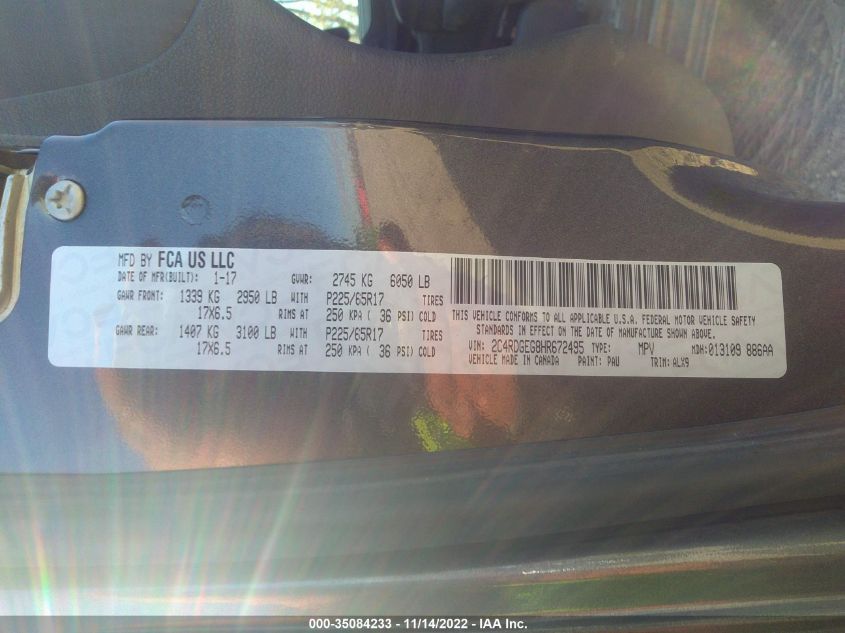 MFD BY FCA US LLC
DATE OF MFR(BUILT): 1-17 GVWR: 2745 KG 6050 LB
GAWR FRONT: 1339 KG 2950 LB WITH P225/65R17 TIRES
17X6.5 RIMS AT 250 KPA ( 36 PSI) COLD
GAWR REAR: 1407 KG 3100 LB WITH P225/65R17 TIRES
17X6.5 RIMS AT 250 KPA ( 36 PSI) COLD
THIS VEHICLE CONFORMS TO ALL APPLICABLE U.S.A. FEDERAL MOTOR VEHICLE SAFETY
STANDARDS IN EFFECT ON THE DATE OF MANUFACTURE SHOWN ABOVE.
VIN: 2C4RDGEG8HR672495 TYPE: MPV MDH:013109 886AA
VEHICLE MADE IN CANADA PAINT: PAU TRIM: ALX9
000-35084233 - 11/14/2022 - IAA Inc.